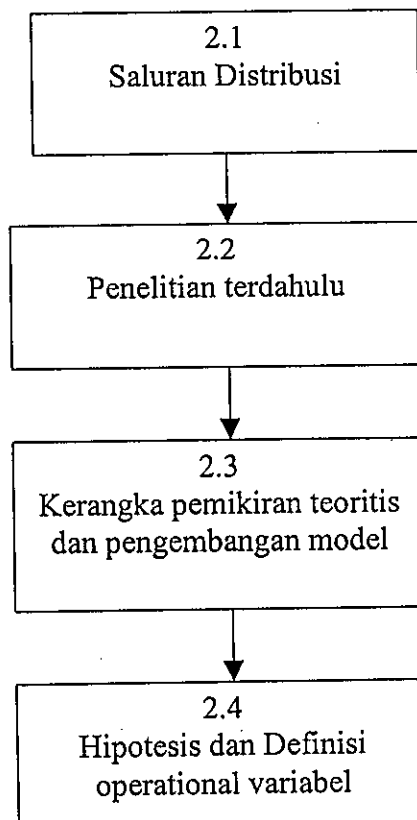 2.1
Saluran Distribusi
2.2
Penelitian terdahulu
2.3
Kerangka pemikiran teoritis
dan pengembangan model
2.4
Hipotesis dan Definisi
operational variabel